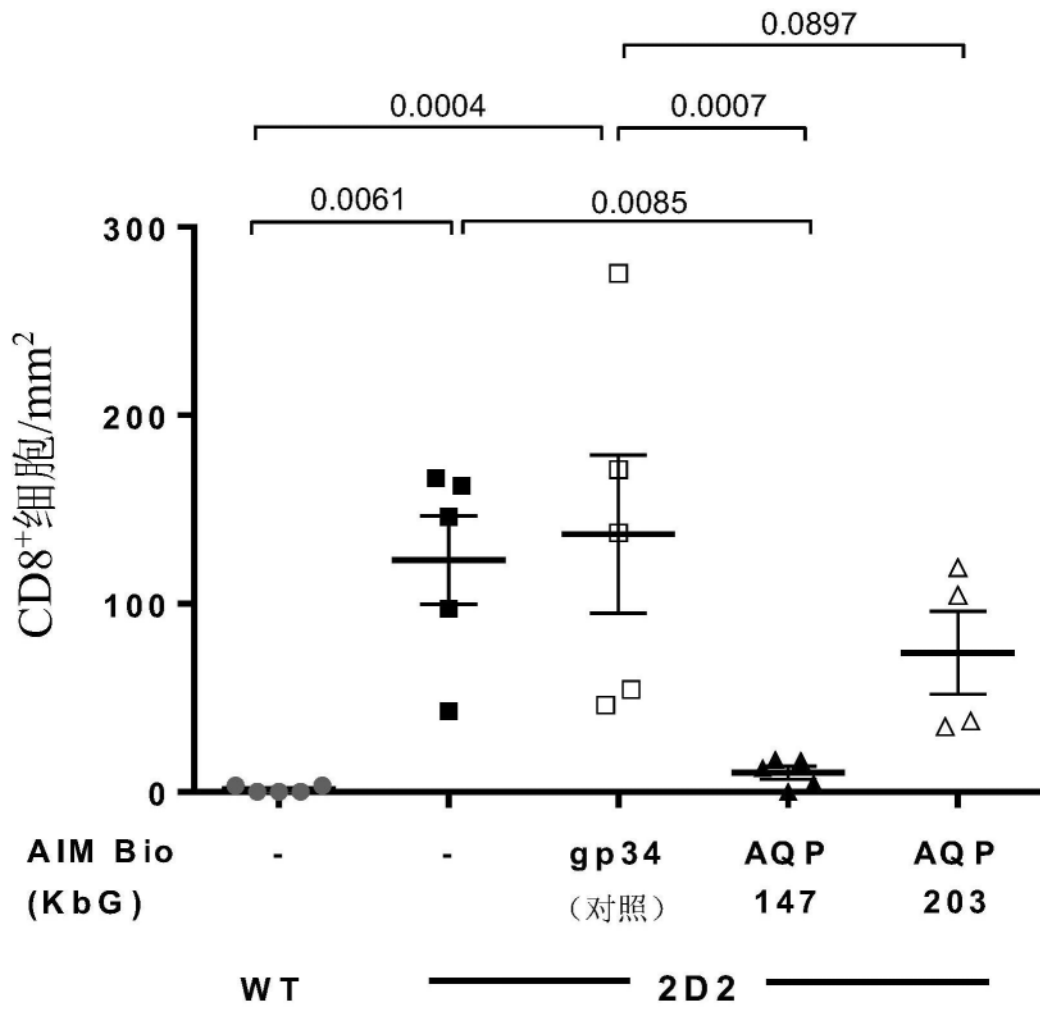 0.0897
0.0004 0.0007
0.0061 0.0085
300
200
100
0
CD8⁺细胞/mm²
AIM Bio - - gp34 AQP AQP
(KbG) （对照） 147 203
WT 2D2